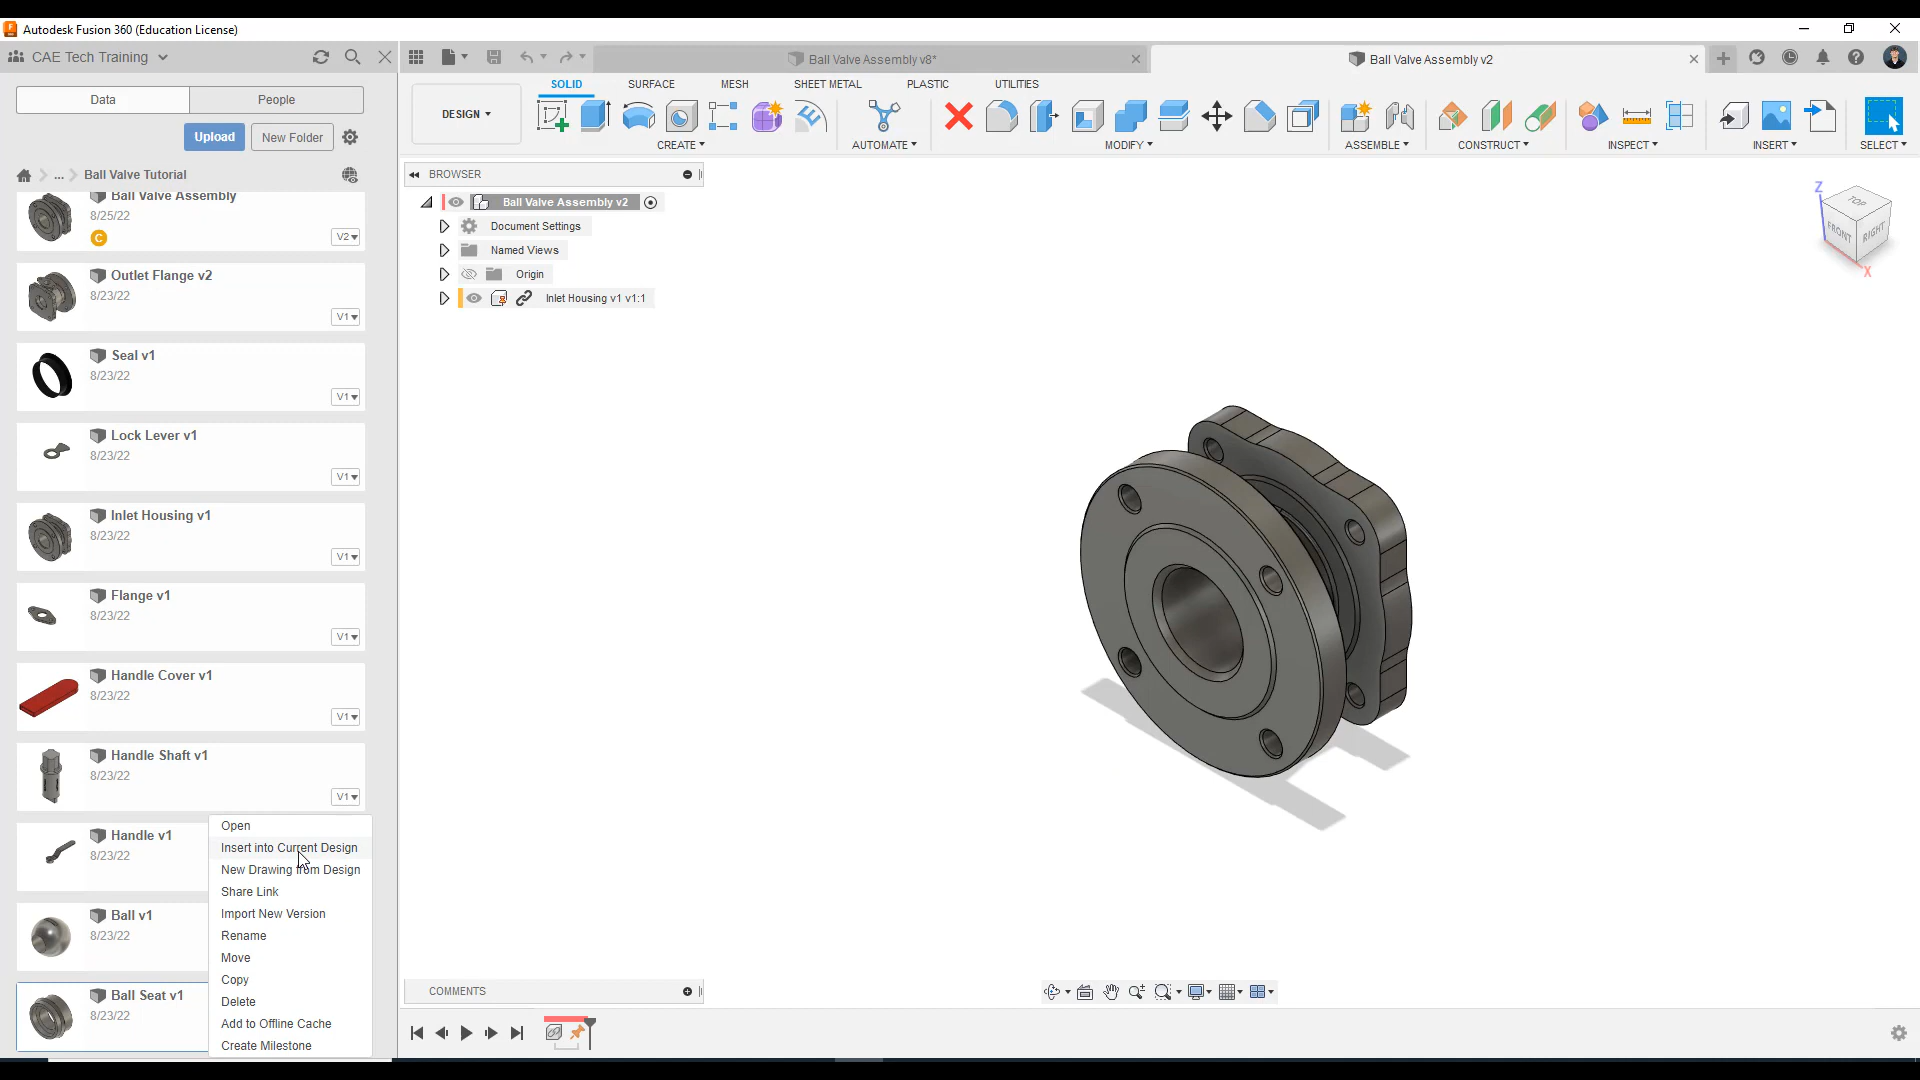 Autodesk Fusion 360 (Education License)
CAE Tech Training
Ball Valve Assembly v8*
Ball Valve Assembly v2
Data
People
Upload
New Folder
... Ball Valve Tutorial
DESIGN
SOLID
SURFACE
MESH
SHEET METAL
PLASTIC
UTILITIES
CREATE
AUTOMATE
MODIFY
ASSEMBLE
CONSTRUCT
INSPECT
INSERT
SELECT
Ball Valve Assembly
8/25/22
C
V2
Outlet Flange v2
8/23/22
V1
Seal v1
8/23/22
V1
Lock Lever v1
8/23/22
V1
Inlet Housing v1
8/23/22
V1
Flange v1
8/23/22
V1
Handle Cover v1
8/23/22
V1
Handle Shaft v1
8/23/22
V1
Handle v1
8/23/22
Ball v1
8/23/22
Ball Seat v1
8/23/22
Open
Insert into Current Design
New Drawing from Design
Share Link
Import New Version
Rename
Move
Copy
Delete
Add to Offline Cache
Create Milestone
BROWSER
Ball Valve Assembly v2
Document Settings
Named Views
Origin
Inlet Housing v1 v1:1
Z
TOP
FRONT
RIGHT
X
COMMENTS